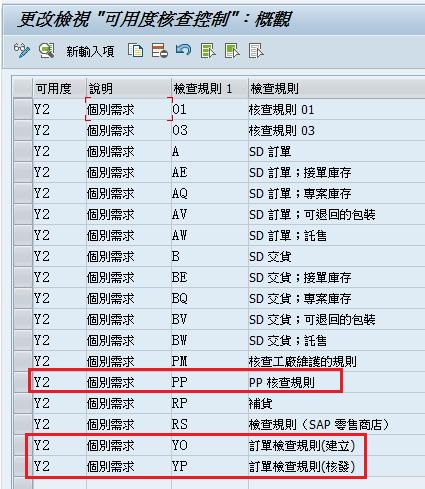 更改檢視 "可用度核查控制"：概觀
新輸入項
可用度 說明 檢查規則 1 檢查規則
Y2 個別需求 01 核查規則 01
Y2 個別需求 03 核查規則 03
Y2 個別需求 A SD 訂單
Y2 個別需求 AE SD 訂單；接單庫存
Y2 個別需求 AQ SD 訂單；專案庫存
Y2 個別需求 AV SD 訂單；可退回的包裝
Y2 個別需求 AW SD 訂單；託售
Y2 個別需求 B SD 交貨
Y2 個別需求 BE SD 交貨；接單庫存
Y2 個別需求 BQ SD 交貨；專案庫存
Y2 個別需求 BV SD 交貨；可退回的包裝
Y2 個別需求 BW SD 交貨；託售
Y2 個別需求 PM 核查工廠維護的規則
Y2 個別需求 PP PP 核查規則
Y2 個別需求 RP 補貨
Y2 個別需求 RS 檢查規則（SAP 零售商店）
Y2 個別需求 YO 訂單檢查規則(建立)
Y2 個別需求 YP 訂單檢查規則(核發)